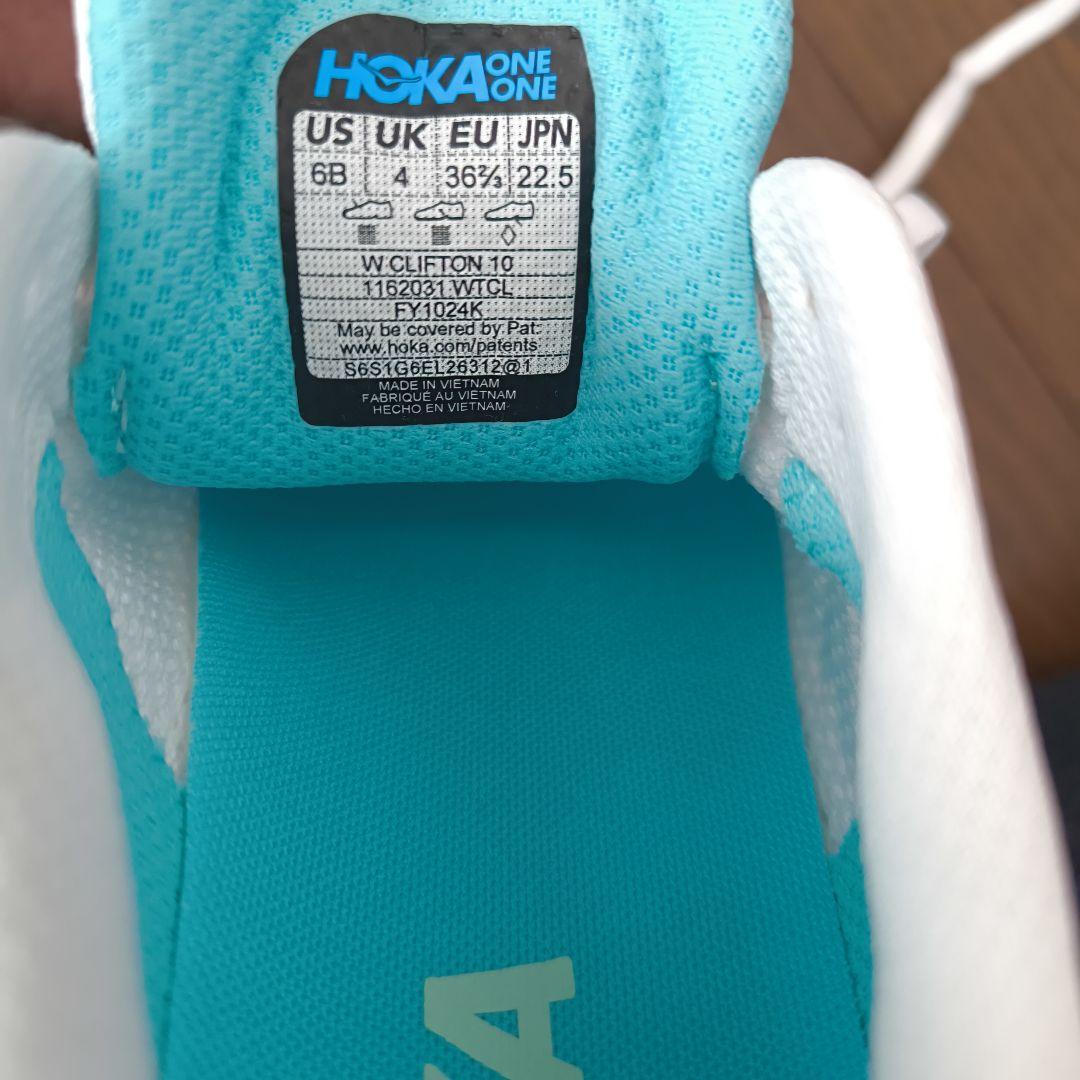 HOKA ONE ONE
US UK EU JPN
6B 4 36⅔ 22.5
W CLIFTON 10
1162031 WTCL
FY1024K
May be covered by Pat:
www.hoka.com/patents
S6S1G6EL26312@1
MADE IN VIETNAM
FABRIQUÉ AU VIETNAM
HECHO EN VIETNAM